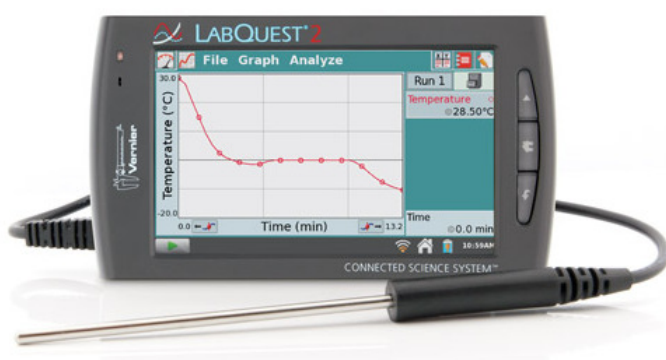 LABQUEST®2
File Graph Analyze
Run 1
30.0
Temperature (°C)
-20.0
Temperature
28.50°C
Vernier
Time
0.0 min
0.0
Time (min)
13.2
10:59AM
CONNECTED SCIENCE SYSTEM™